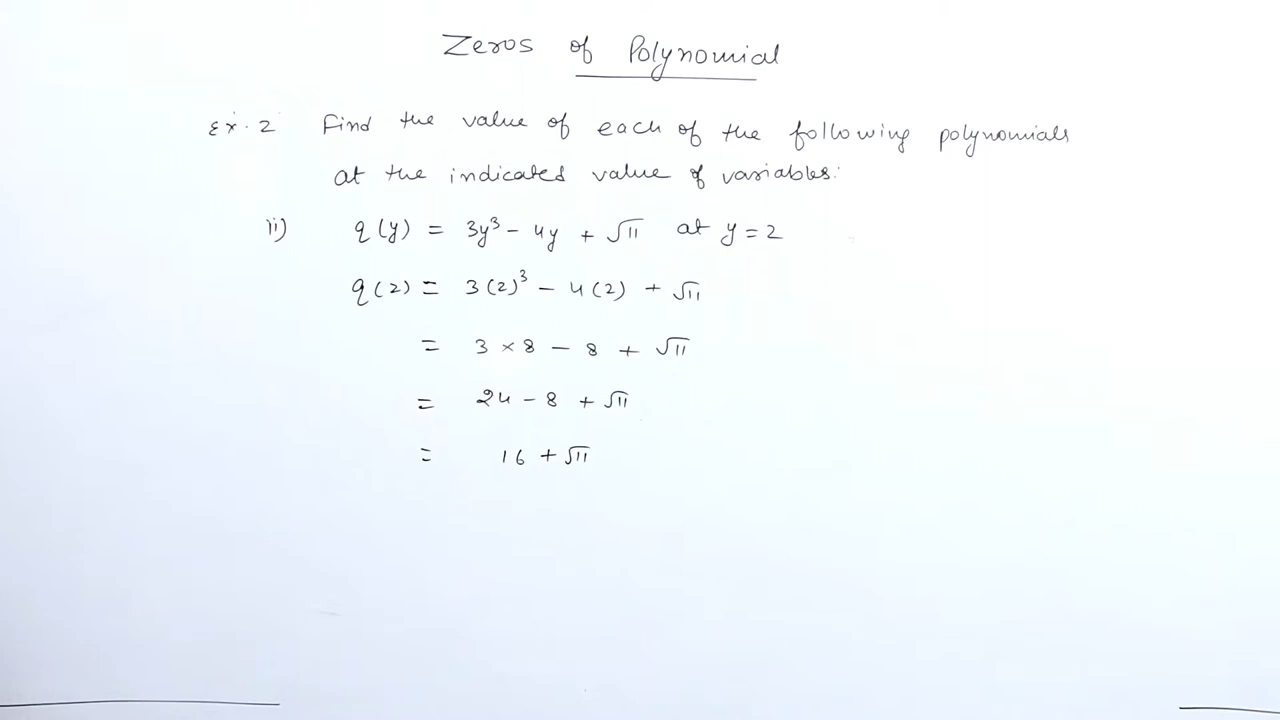 Zeros of Polynomial
Ex. 2 Find the value of each of the following polynomials
at the indicated value of variables:
ii) q(y) = 3y³ - 4y + √11 at y = 2
q(2) = 3(2)³ - 4(2) + √11
= 3 × 8 - 8 + √11
= 24 - 8 + √11
= 16 + √11